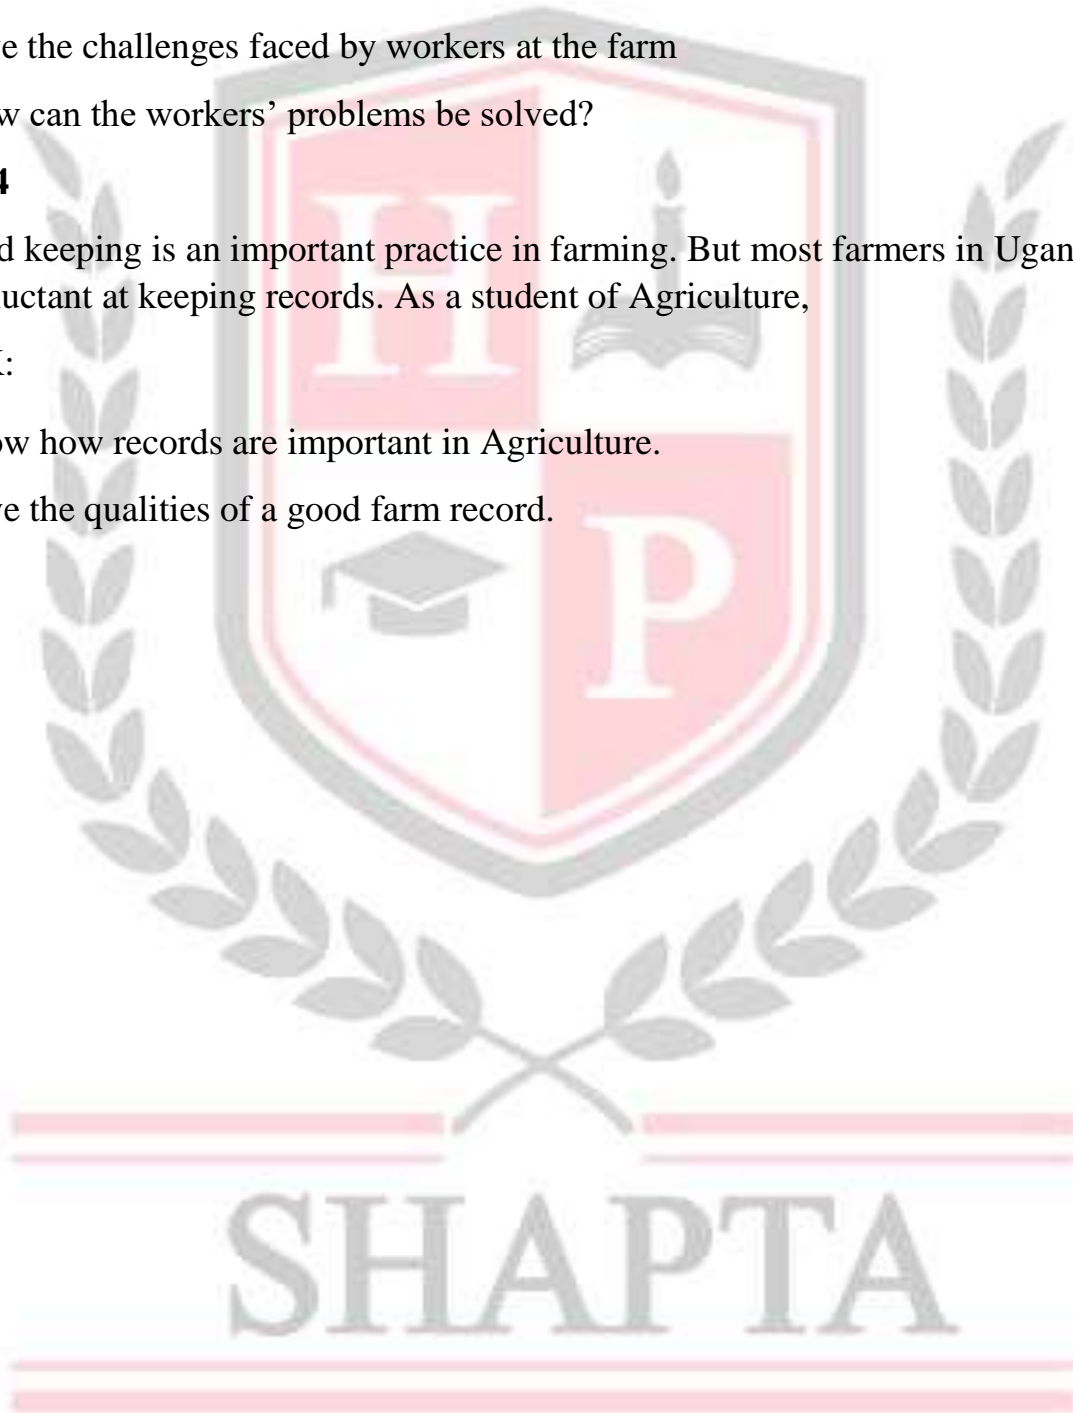 ve the challenges faced by workers at the farm
w can the workers’ problems be solved?
4
d keeping is an important practice in farming. But most farmers in Ugan
luctant at keeping records. As a student of Agriculture,
K:
ow how records are important in Agriculture.
ve the qualities of a good farm record.
H
P
SHAPTA